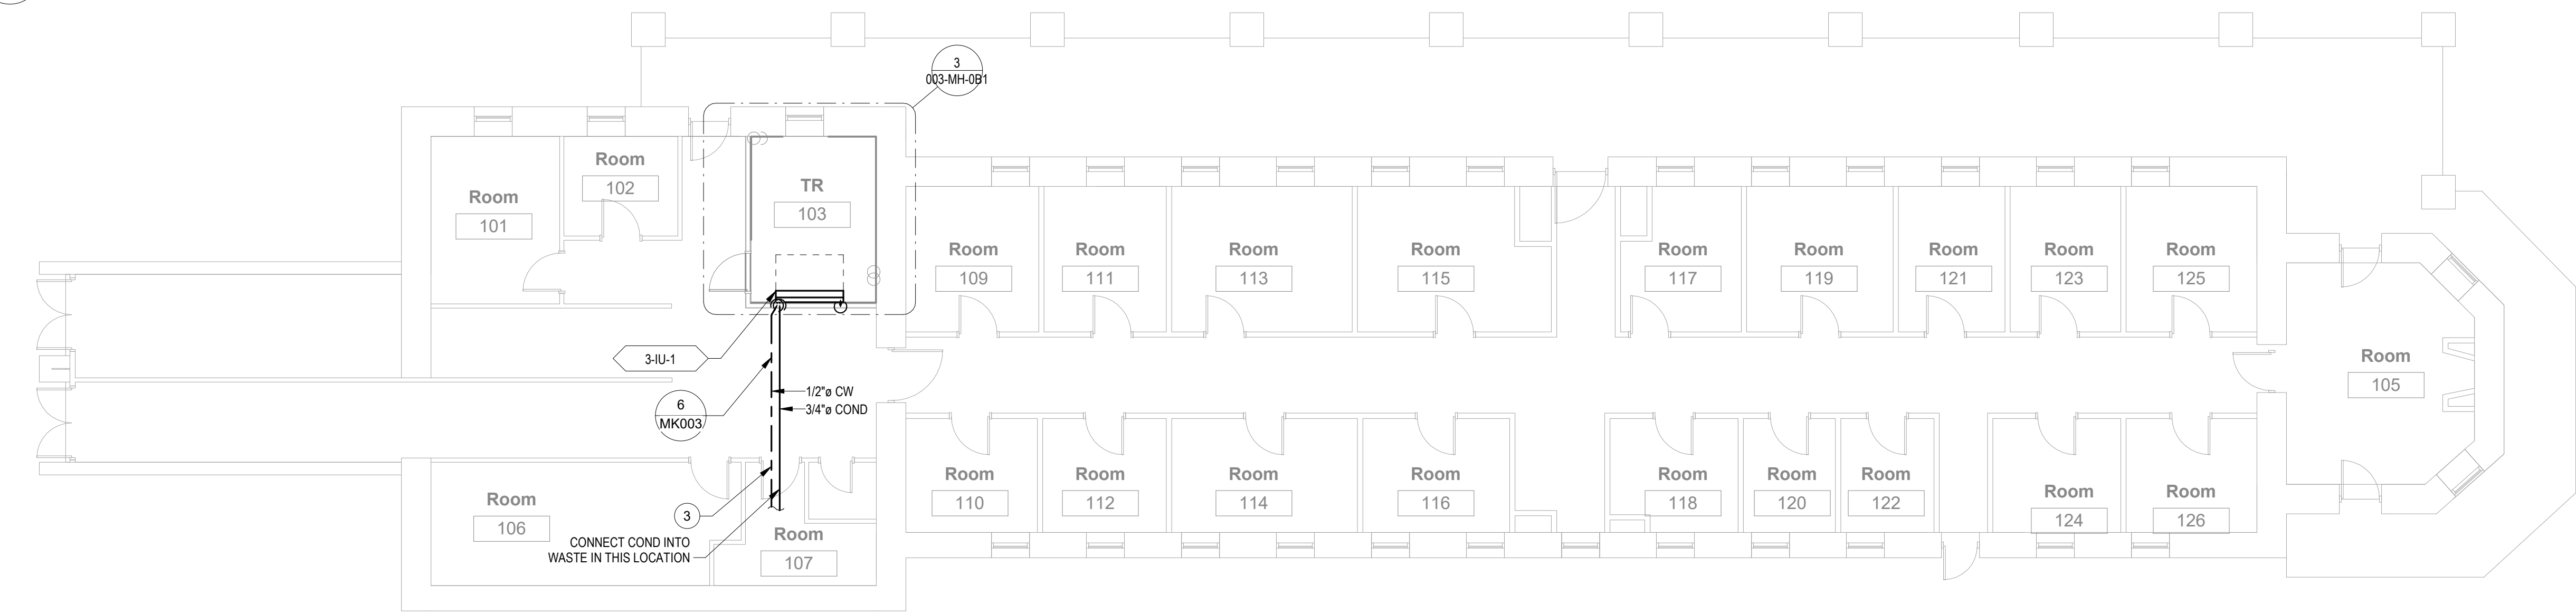 3
003-MH-0B1
Room
101
Room
102
TR
103
Room
109
Room
111
Room
113
Room
115
Room
117
Room
119
Room
121
Room
123
Room
125
Room
105
3-IU-1
6
MK003
1/2"ø CW
3/4"ø COND
3
CONNECT COND INTO
WASTE IN THIS LOCATION
Room
106
Room
107
Room
110
Room
112
Room
114
Room
116
Room
118
Room
120
Room
122
Room
124
Room
126